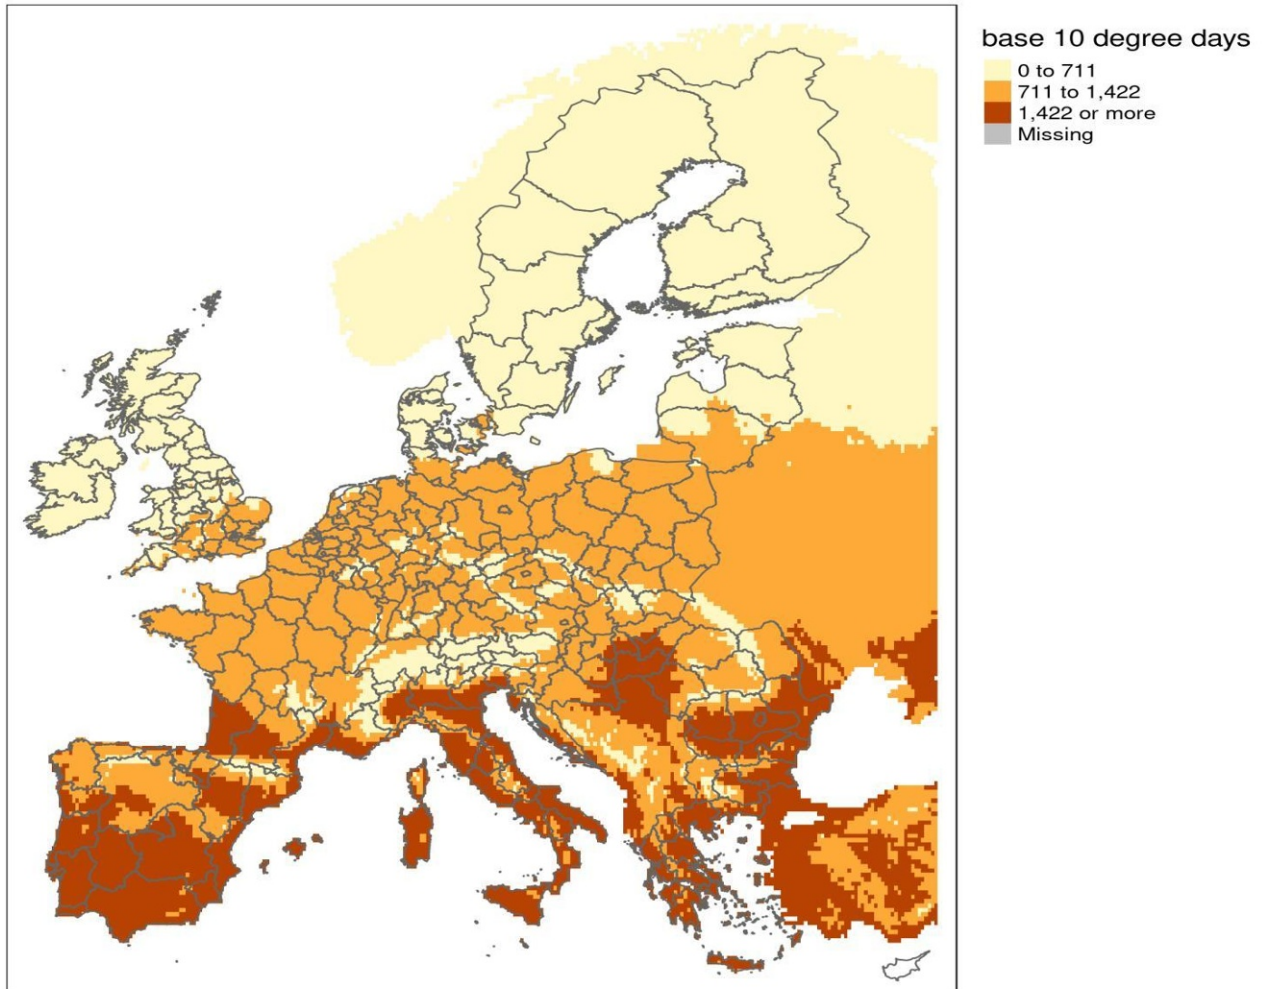 base 10 degree days
0 to 711
711 to 1,422
1,422 or more
Missing